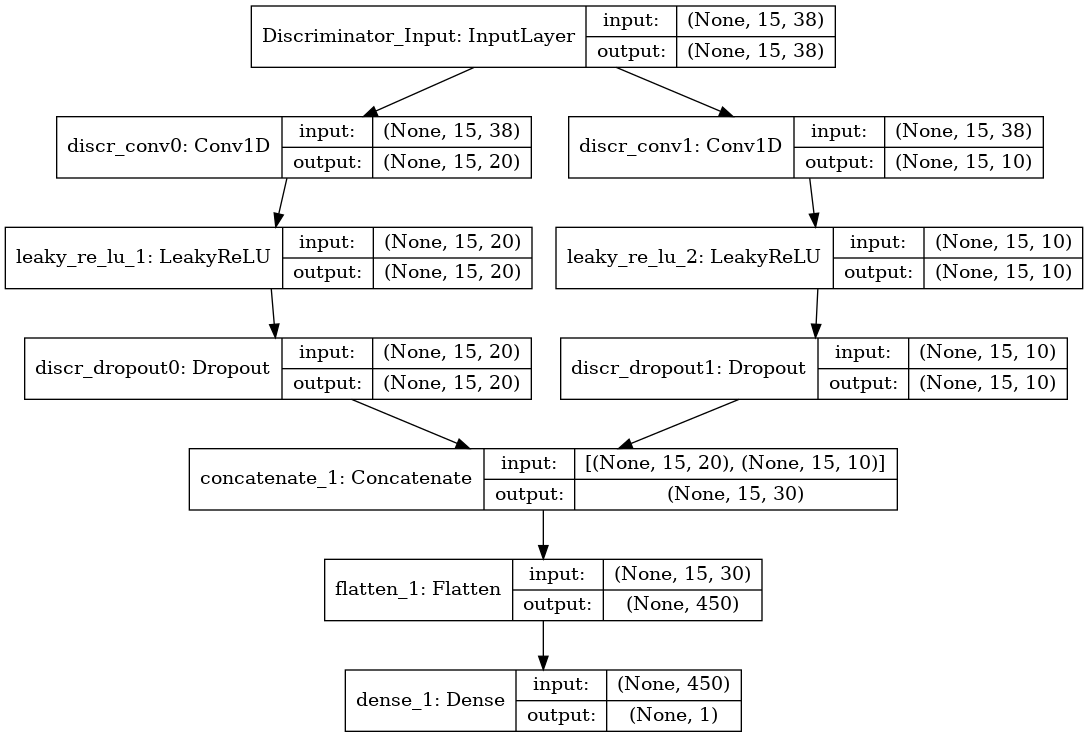 Discriminator_Input: InputLayer
input:
(None, 15, 38)
output:
(None, 15, 38)
discr_conv0: Conv1D
input:
(None, 15, 38)
output:
(None, 15, 20)
discr_conv1: Conv1D
input:
(None, 15, 38)
output:
(None, 15, 10)
leaky_re_lu_1: LeakyReLU
input:
(None, 15, 20)
output:
(None, 15, 20)
leaky_re_lu_2: LeakyReLU
input:
(None, 15, 10)
output:
(None, 15, 10)
discr_dropout0: Dropout
input:
(None, 15, 20)
output:
(None, 15, 20)
discr_dropout1: Dropout
input:
(None, 15, 10)
output:
(None, 15, 10)
concatenate_1: Concatenate
input:
[(None, 15, 20), (None, 15, 10)]
output:
(None, 15, 30)
flatten_1: Flatten
input:
(None, 15, 30)
output:
(None, 450)
dense_1: Dense
input:
(None, 450)
output:
(None, 1)